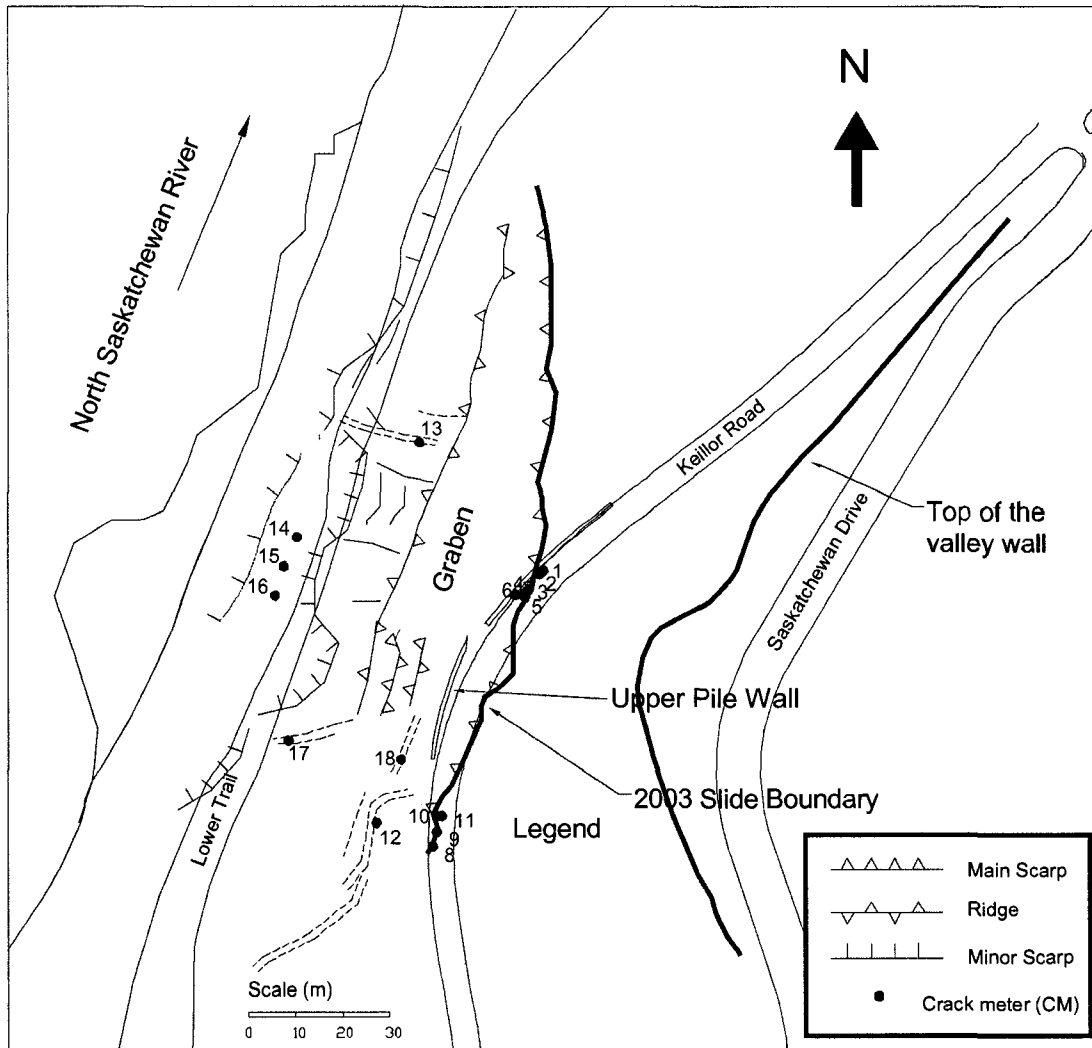 N
North Saskatchewan River
13
Keillor Road
Graben
Top of the
valley wall
14
15
16
1
2
3
5
6
Saskatchewan Drive
Upper Pile Wall
17
18
2003 Slide Boundary
Lower Trail
10
11
12
9
8
Legend
Main Scarp
Ridge
Minor Scarp
Crack meter (CM)
Scale (m)
0 10 20 30